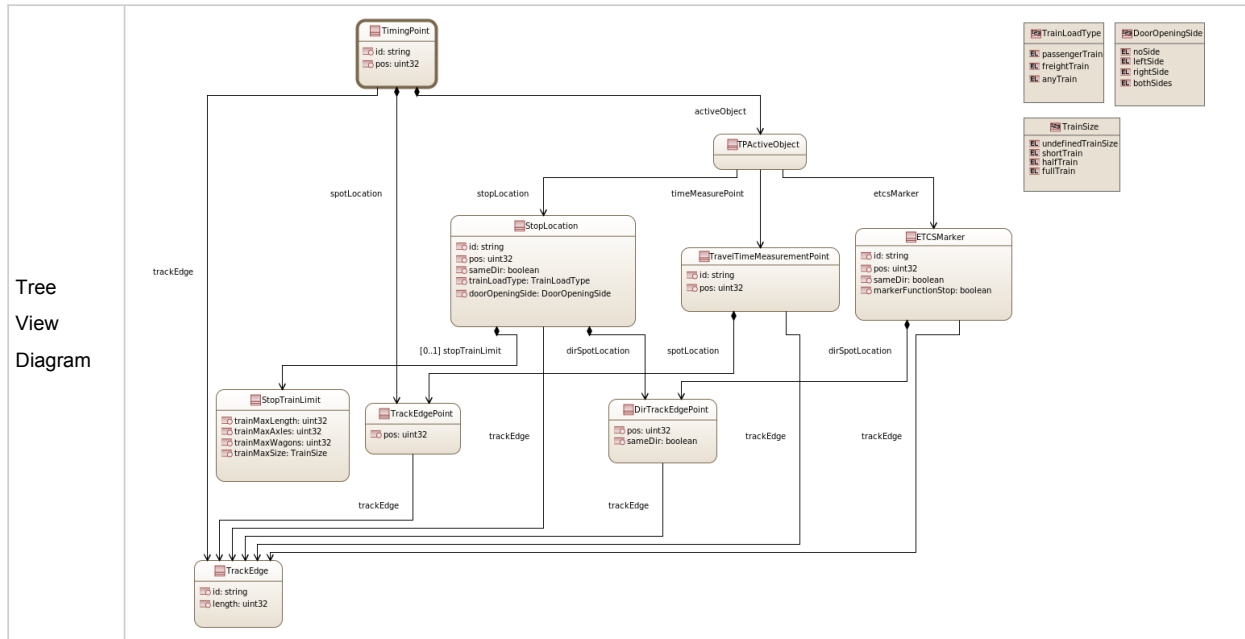 Tree
View
Diagram
TimingPoint
id: string
pos: uint32
TrainLoadType
passengerTrain
freightTrain
anyTrain
DoorOpeningSide
noSide
leftSide
rightSide
bothSides
TrainSize
undefinedTrainSize
shortTrain
halfTrain
fullTrain
activeObject
TPActiveObject
trackEdge
spotLocation
stopLocation
timeMeasurePoint
etcsMarker
StopLocation
id: string
pos: uint32
sameDir: boolean
trainLoadType: TrainLoadType
doorOpeningSide: DoorOpeningSide
TravelTimeMeasurementPoint
id: string
pos: uint32
ETCSMarker
id: string
pos: uint32
sameDir: boolean
markerFunctionStop: boolean
[0..1] stopTrainLimit
dirSpotLocation
spotLocation
dirSpotLocation
StopTrainLimit
trainMaxLength: uint32
trainMaxAxles: uint32
trainMaxWagons: uint32
trainMaxSize: TrainSize
TrackEdgePoint
pos: uint32
DirTrackEdgePoint
pos: uint32
sameDir: boolean
trackEdge
trackEdge
trackEdge
trackEdge
trackEdge
TrackEdge
id: string
length: uint32